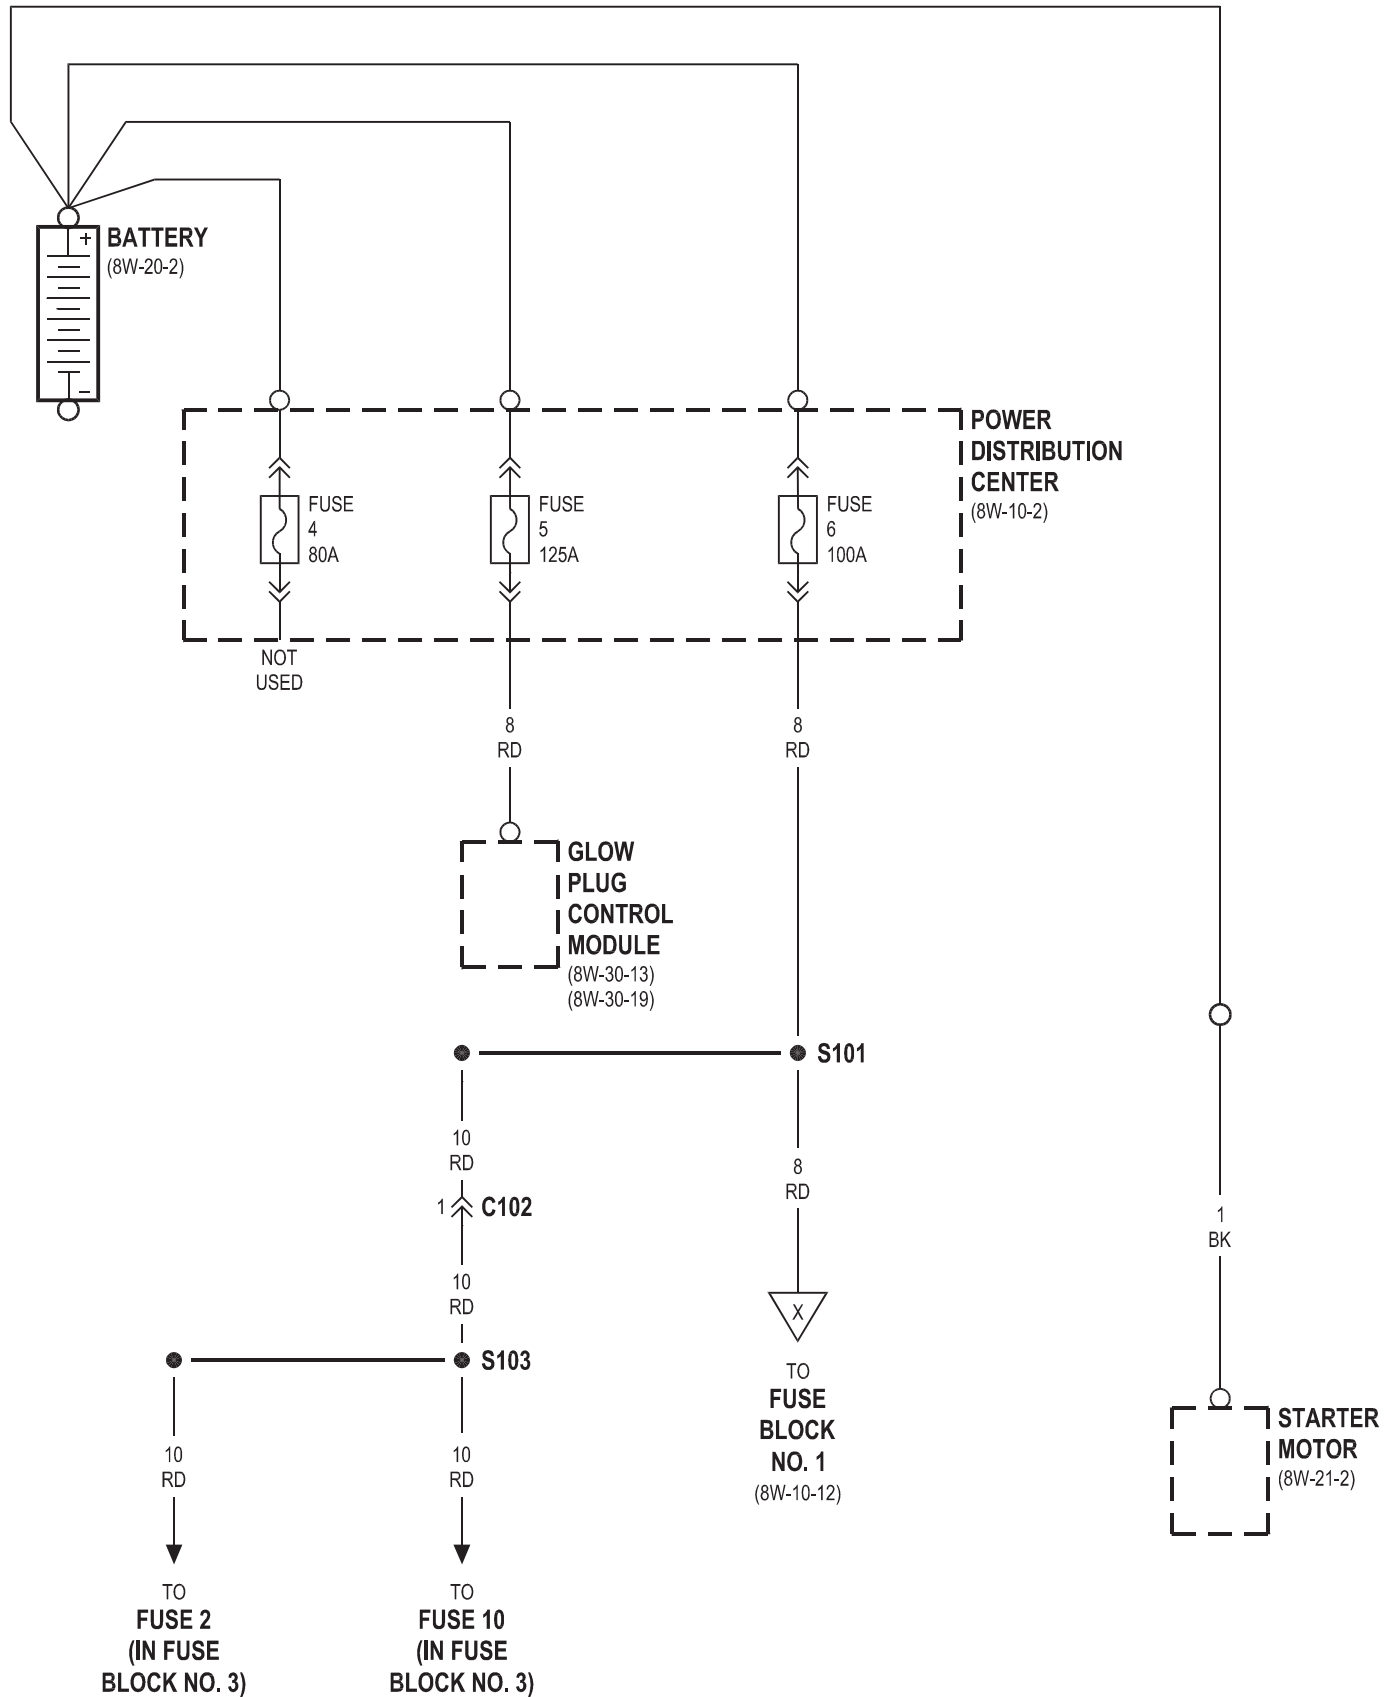 +
BATTERY
(8W-20-2)
−
POWER
DISTRIBUTION
CENTER
(8W-10-2)
FUSE
4
80A
FUSE
5
125A
FUSE
6
100A
NOT
USED
8
RD
8
RD
GLOW
PLUG
CONTROL
MODULE
(8W-30-13)
(8W-30-19)
S101
10
RD
8
RD
1
C102
1
BK
10
RD
X
S103
TO
FUSE
BLOCK
NO. 1
(8W-10-12)
STARTER
MOTOR
(8W-21-2)
10
RD
10
RD
TO
FUSE 2
(IN FUSE
BLOCK NO. 3)
TO
FUSE 10
(IN FUSE
BLOCK NO. 3)